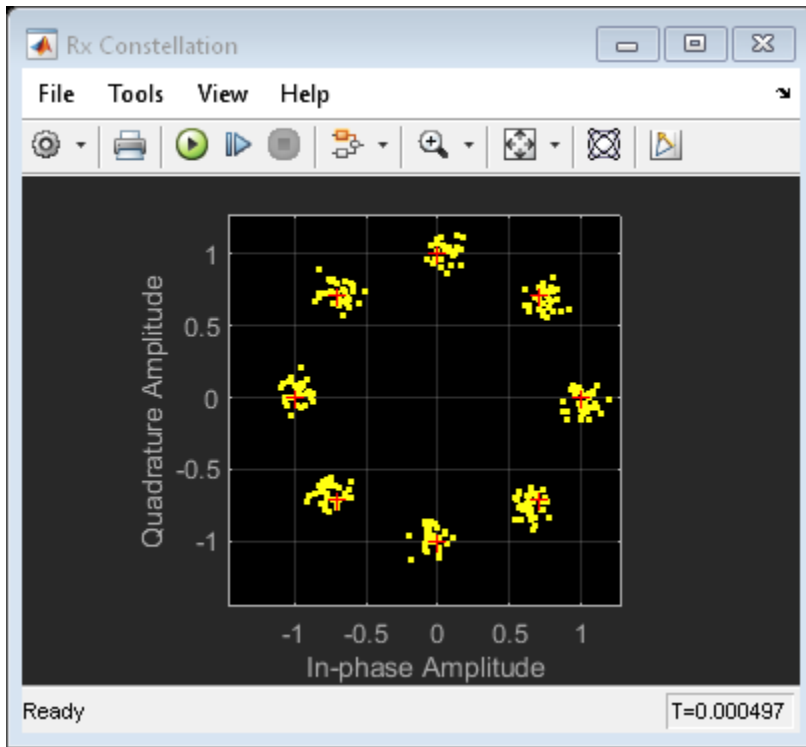 Rx Constellation
File Tools View Help
Quadrature Amplitude
1
0.5
0
-0.5
-1
-1 -0.5 0 0.5 1
In-phase Amplitude
Ready T=0.000497